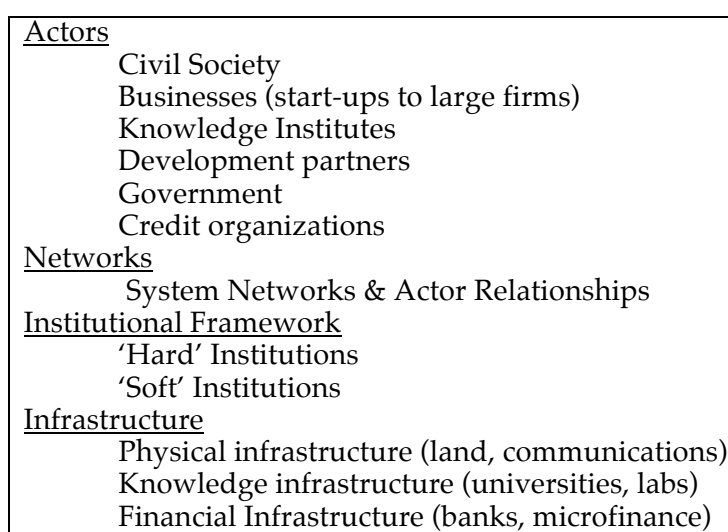 Actors
Civil Society
Businesses (start-ups to large firms)
Knowledge Institutes
Development partners
Government
Credit organizations
Networks
System Networks & Actor Relationships
Institutional Framework
‘Hard’ Institutions
‘Soft’ Institutions
Infrastructure
Physical infrastructure (land, communications)
Knowledge infrastructure (universities, labs)
Financial Infrastructure (banks, microfinance)